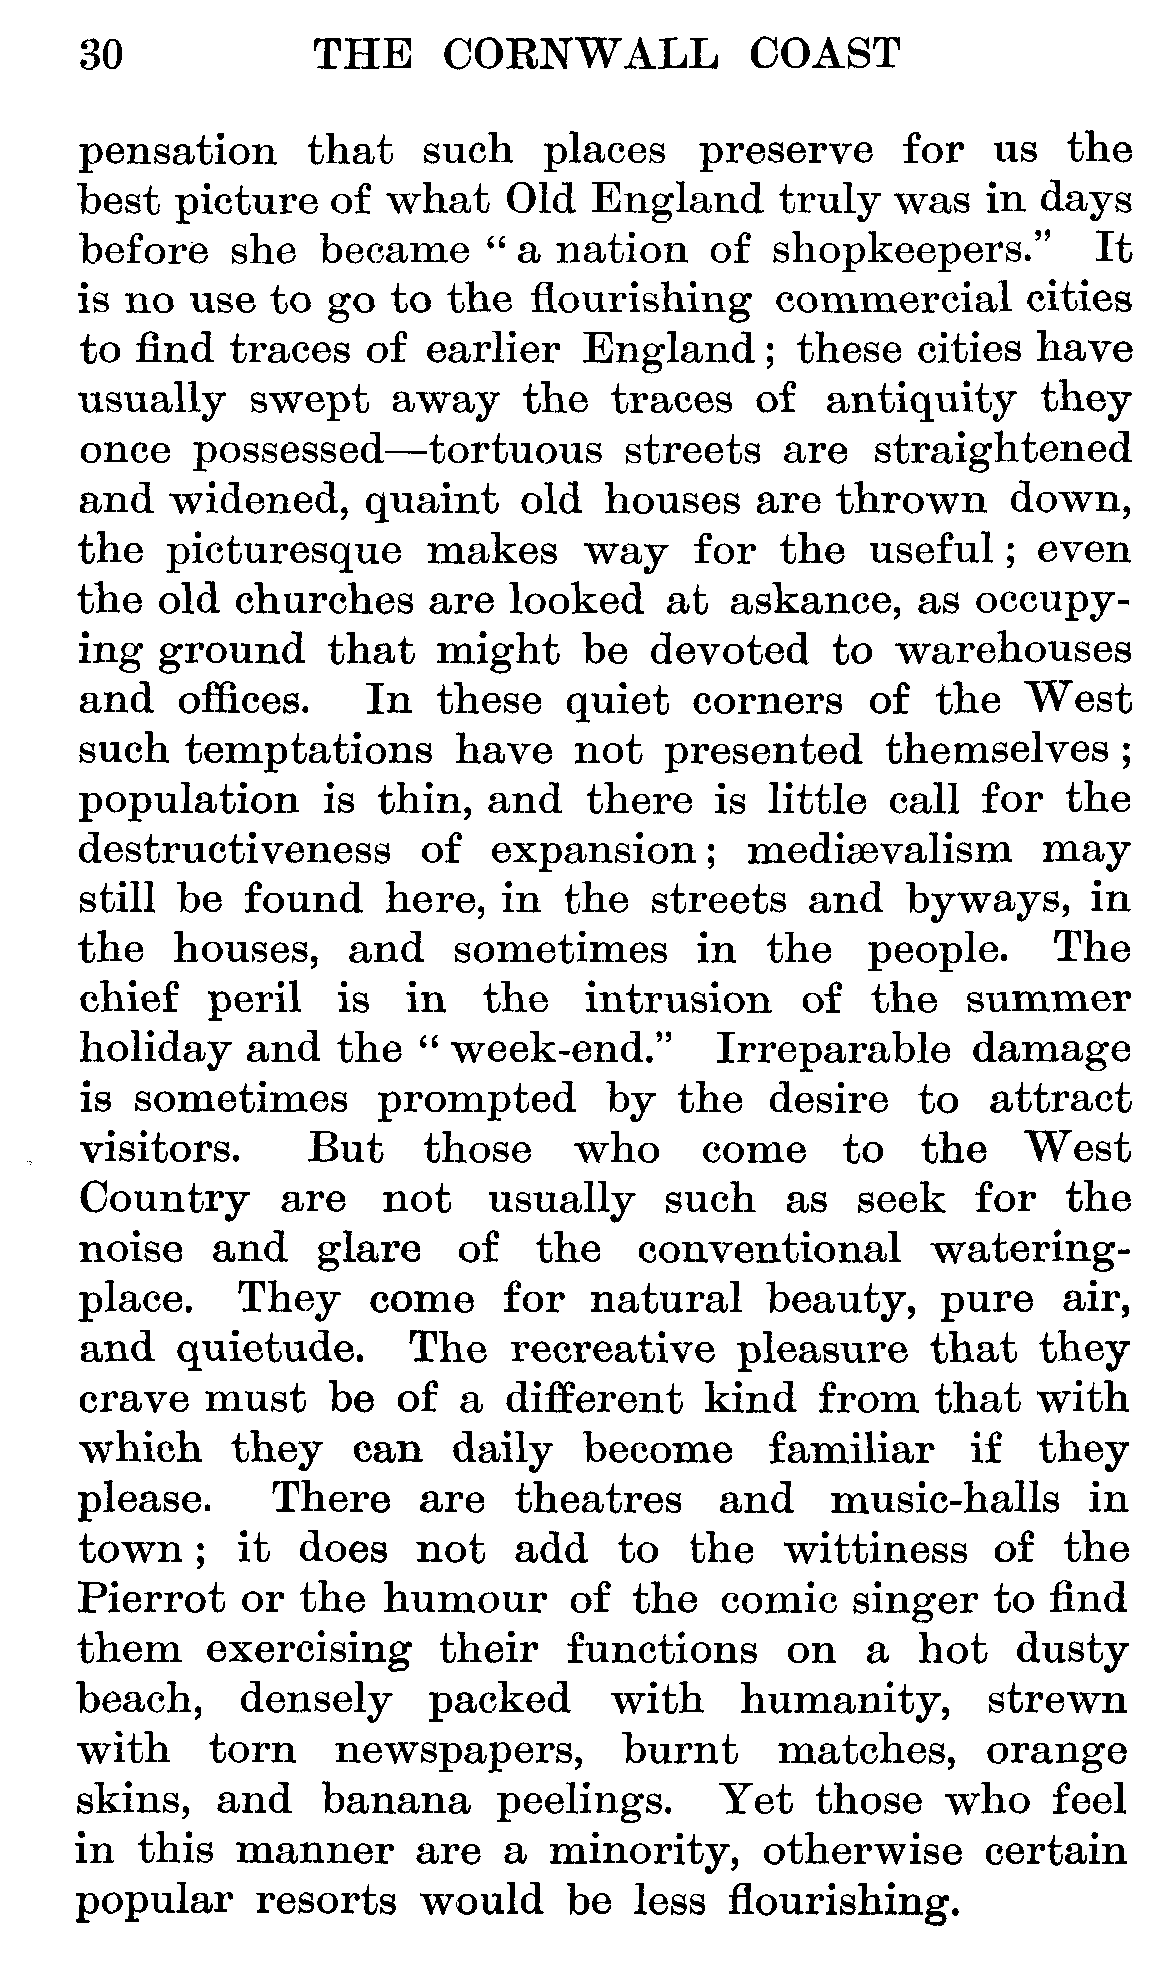 30 THE CORNWALL COAST
pensation that such places preserve for us the
best picture of what Old England truly was in days
before she became “ a nation of shopkeepers.” It
is no use to go to the flourishing commercial cities
to find traces of earlier England ; these cities have
usually swept away the traces of antiquity they
once possessed—tortuous streets are straightened
and widened, quaint old houses are thrown down,
the picturesque makes way for the useful ; even
the old churches are looked at askance, as occupy-
ing ground that might be devoted to warehouses
and offices. In these quiet corners of the West
such temptations have not presented themselves ;
population is thin, and there is little call for the
destructiveness of expansion ; mediævalism may
still be found here, in the streets and byways, in
the houses, and sometimes in the people. The
chief peril is in the intrusion of the summer
holiday and the “ week-end.” Irreparable damage
is sometimes prompted by the desire to attract
visitors. But those who come to the West
Country are not usually such as seek for the
noise and glare of the conventional watering-
place. They come for natural beauty, pure air,
and quietude. The recreative pleasure that they
crave must be of a different kind from that with
which they can daily become familiar if they
please. There are theatres and music-halls in
town ; it does not add to the wittiness of the
Pierrot or the humour of the comic singer to find
them exercising their functions on a hot dusty
beach, densely packed with humanity, strewn
with torn newspapers, burnt matches, orange
skins, and banana peelings. Yet those who feel
in this manner are a minority, otherwise certain
popular resorts would be less flourishing.